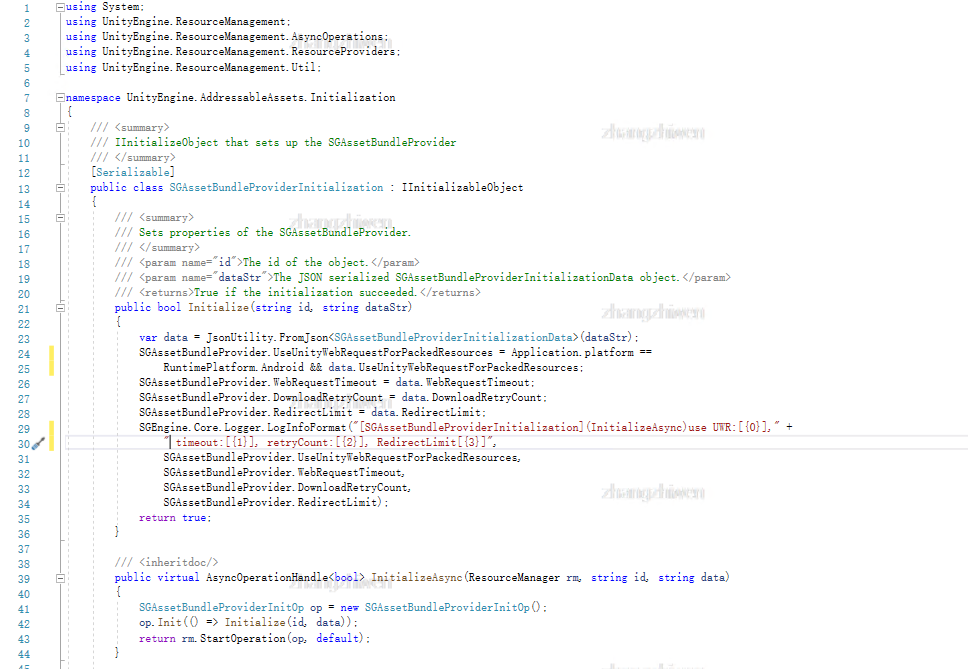 1 using System;
2 using UnityEngine.ResourceManagement;
3 using UnityEngine.ResourceManagement.AsyncOperations;
4 using UnityEngine.ResourceManagement.ResourceProviders;
5 using UnityEngine.ResourceManagement.Util;
6
7 namespace UnityEngine.AddressableAssets.Initialization
8 {
9 /// <summary>
10 /// IInitializeObject that sets up the SGAssetBundleProvider
11 /// </summary>
12 [Serializable]
13 public class SGAssetBundleProviderInitialization : IInitializableObject
14 {
15 /// <summary>
16 /// Sets properties of the SGAssetBundleProvider.
17 /// </summary>
18 /// <param name="id">The id of the object.</param>
19 /// <param name="dataStr">The JSON serialized SGAssetBundleProviderInitializationData object.</param>
20 /// <returns>True if the initialization succeeded.</returns>
21 public bool Initialize(string id, string dataStr)
22 {
23 var data = JsonUtility.FromJson<SGAssetBundleProviderInitializationData>(dataStr);
24 SGAssetBundleProvider.UseUnityWebRequestForPackedResources = Application.platform ==
25 RuntimePlatform.Android && data.UseUnityWebRequestForPackedResources;
26 SGAssetBundleProvider.WebRequestTimeout = data.WebRequestTimeout;
27 SGAssetBundleProvider.DownloadRetryCount = data.DownloadRetryCount;
28 SGAssetBundleProvider.RedirectLimit = data.RedirectLimit;
29 SGEngine.Core.Logger.LogInfoFormat("[SGAssetBundleProviderInitialization](InitializeAsync)use UWR:[{0}]," +
30 " timeout:[{1}], retryCount:[{2}], RedirectLimit[{3}]",
31 SGAssetBundleProvider.UseUnityWebRequestForPackedResources,
32 SGAssetBundleProvider.WebRequestTimeout,
33 SGAssetBundleProvider.DownloadRetryCount,
34 SGAssetBundleProvider.RedirectLimit);
35 return true;
36 }
37
38 /// <inheritdoc/>
39 public virtual AsyncOperationHandle<bool> InitializeAsync(ResourceManager rm, string id, string data)
40 {
41 SGAssetBundleProviderInitOp op = new SGAssetBundleProviderInitOp();
42 op.Init(() => Initialize(id, data));
43 return rm.StartOperation(op, default);
44 }